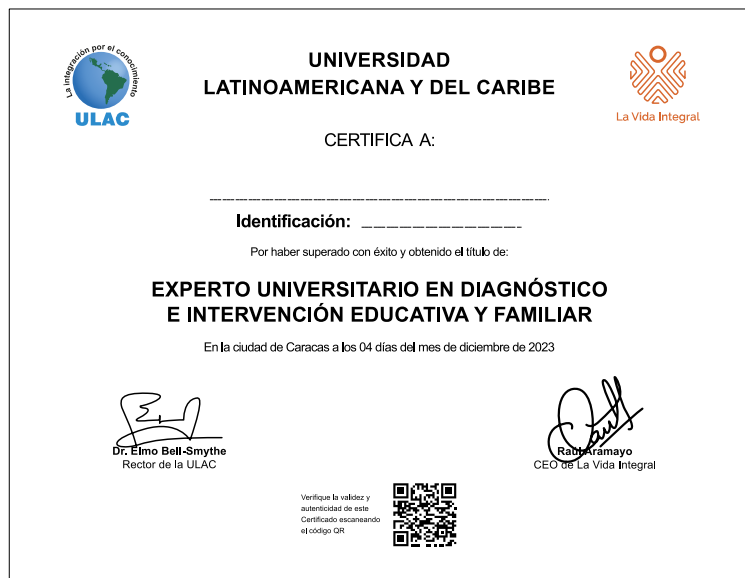 La integración por el conocimiento
ULAC
UNIVERSIDAD
LATINOAMERICANA Y DEL CARIBE
La Vida Integral
CERTIFICA A:
Identificación:
Por haber superado con éxito y obtenido el título de:
EXPERTO UNIVERSITARIO EN DIAGNÓSTICO
E INTERVENCIÓN EDUCATIVA Y FAMILIAR
En la ciudad de Caracas a los 04 días del mes de diciembre de 2023
Dr. Elmo Bell-Smythe
Rector de la ULAC
Raúl Aramayo
CEO de La Vida Integral
Verifique la validez y
autenticidad de este
Certificado escaneando
el código QR